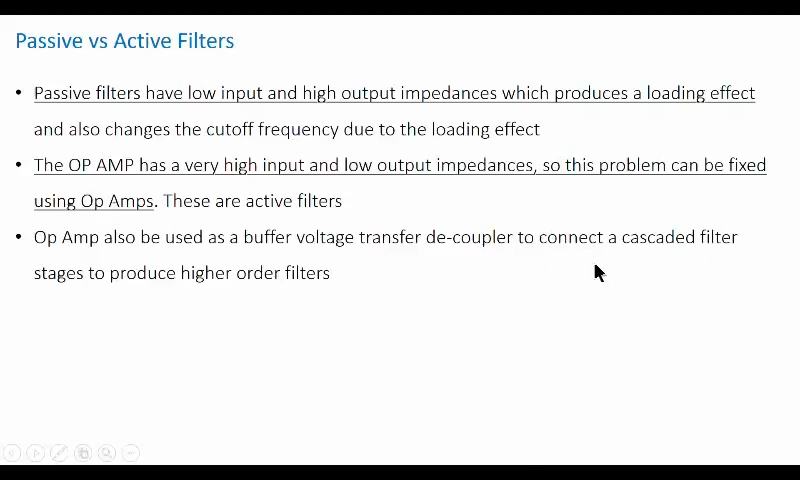 Passive vs Active Filters
• Passive filters have low input and high output impedances which produces a loading effect
and also changes the cutoff frequency due to the loading effect
• The OP AMP has a very high input and low output impedances, so this problem can be fixed
using Op Amps. These are active filters
• Op Amp also be used as a buffer voltage transfer de-coupler to connect a cascaded filter
stages to produce higher order filters